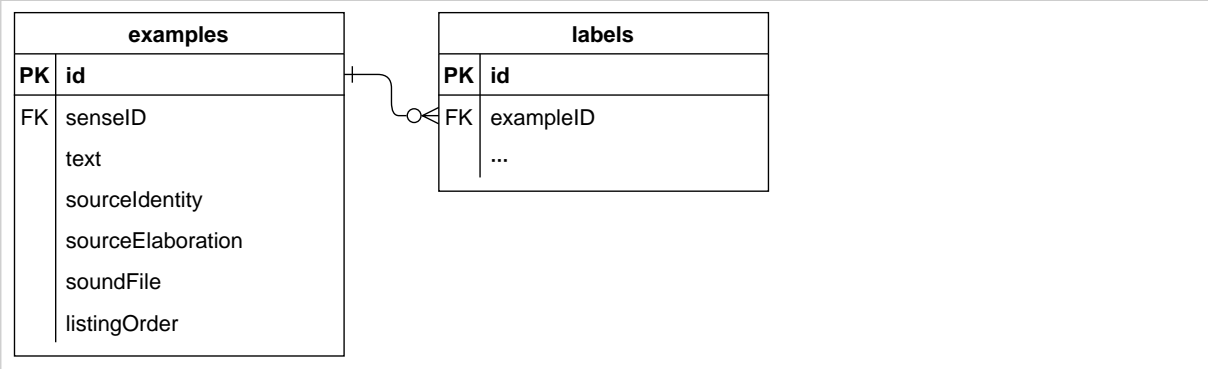 examples
PK id
FK senseID
text
sourceIdentity
sourceElaboration
soundFile
listingOrder
labels
PK id
FK exampleID
...